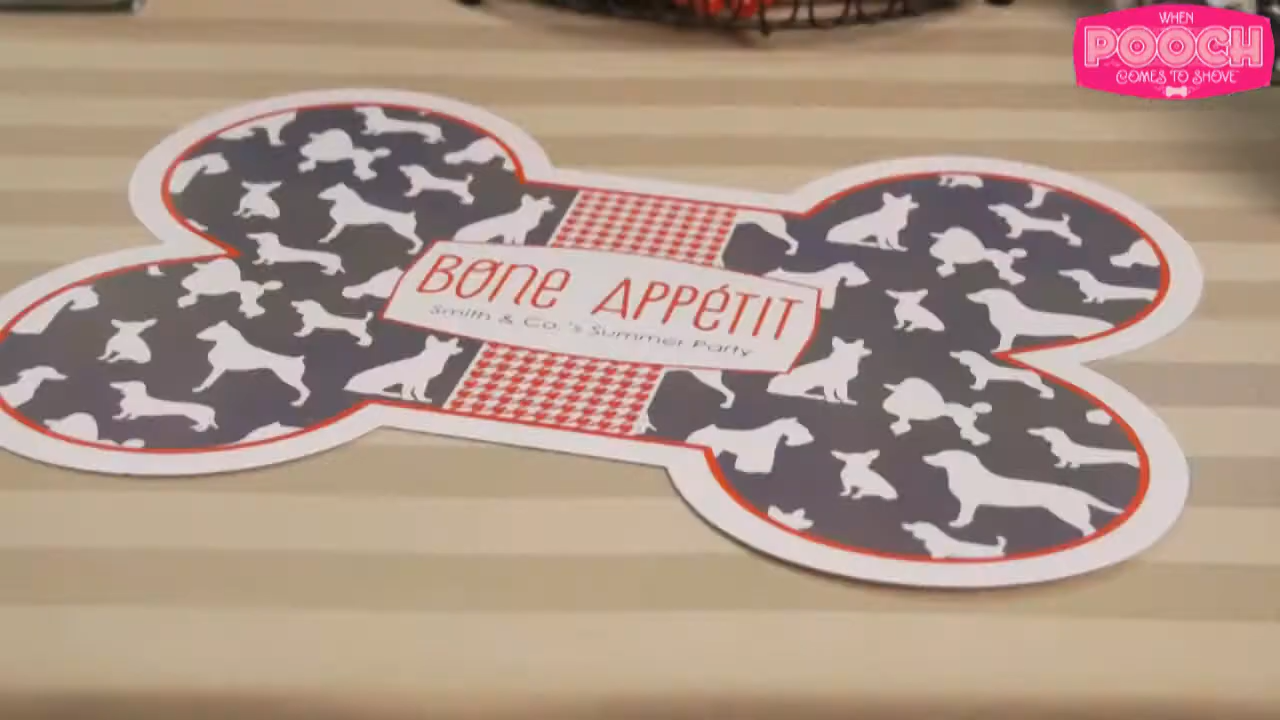 WHEN
POOCH
COMES TO SHOVE
BONE APPÉTIT
Smith & Co.'s Summer Party